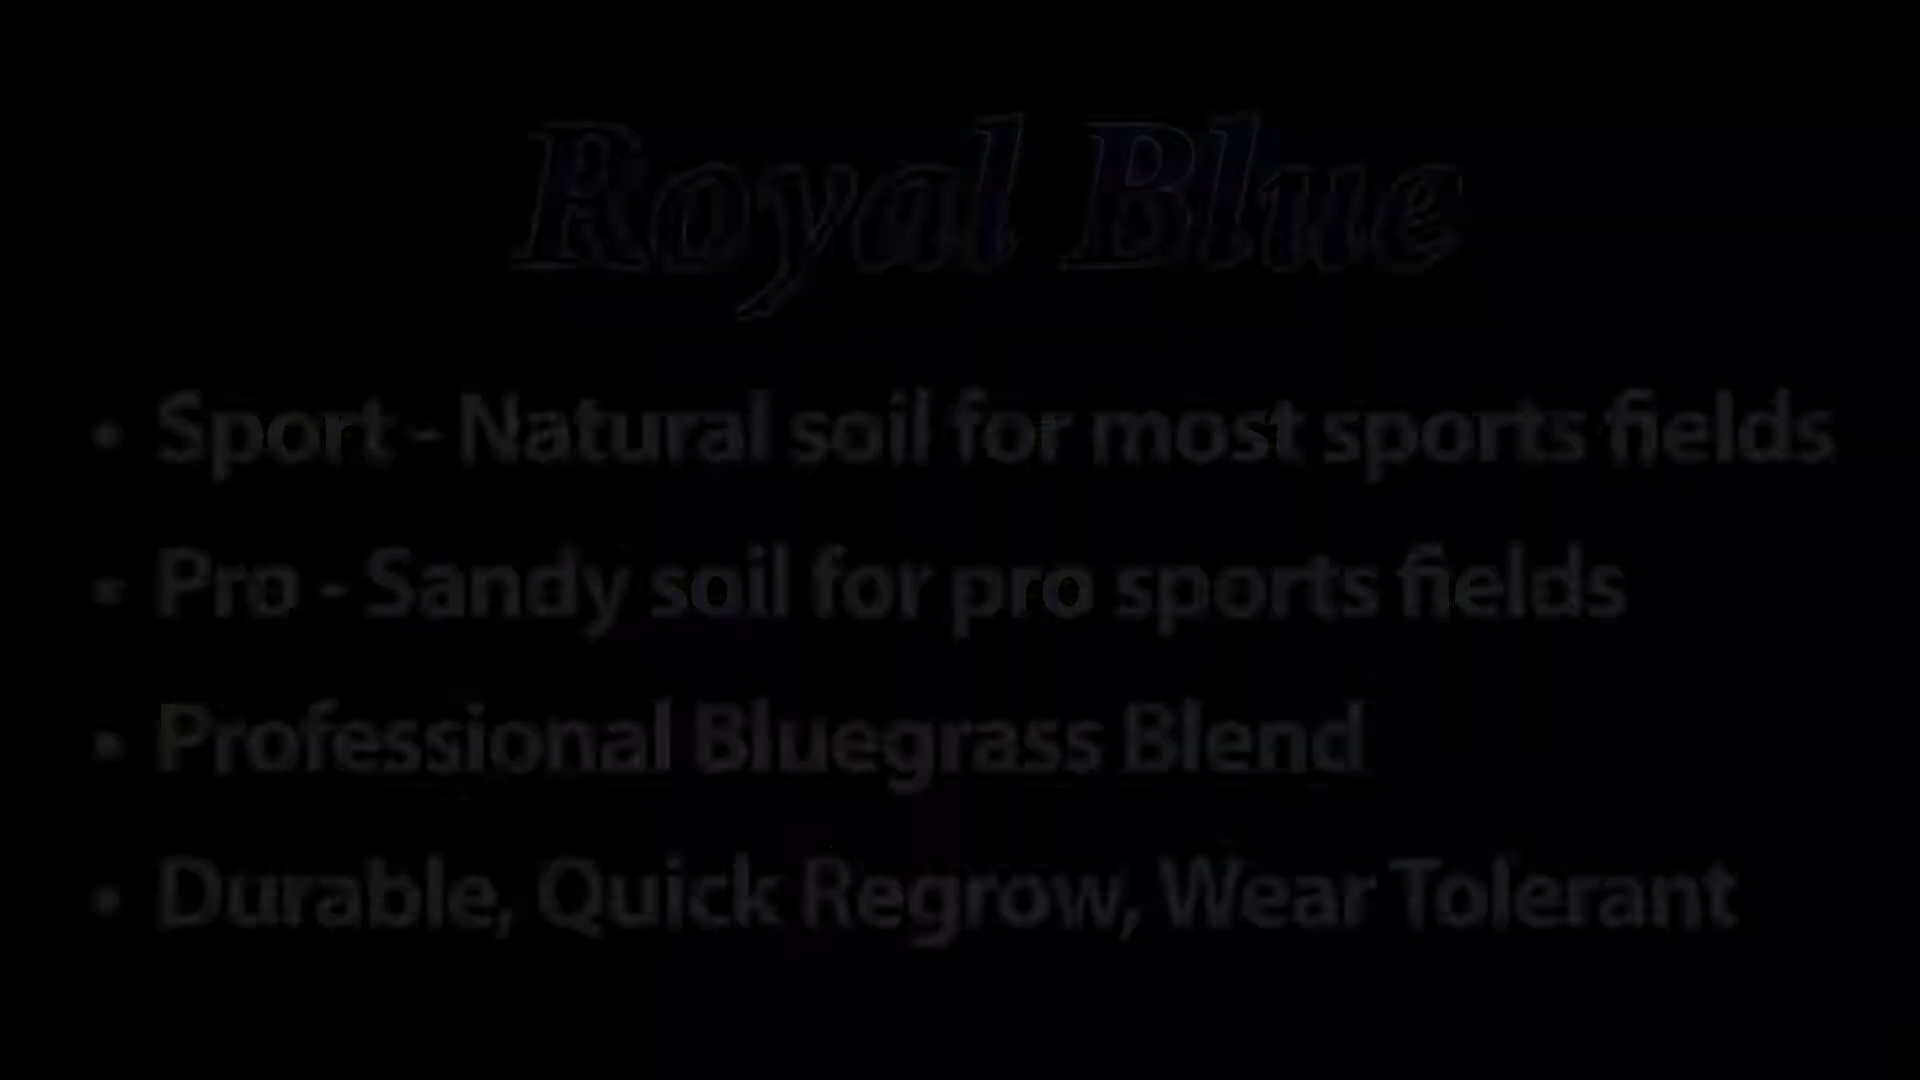 Royal Blue
• Sport - Natural soil for most sports fields
• Pro - Sandy soil for pro sports fields
• Professional Bluegrass Blend
• Durable, Quick Regrow, Wear Tolerant